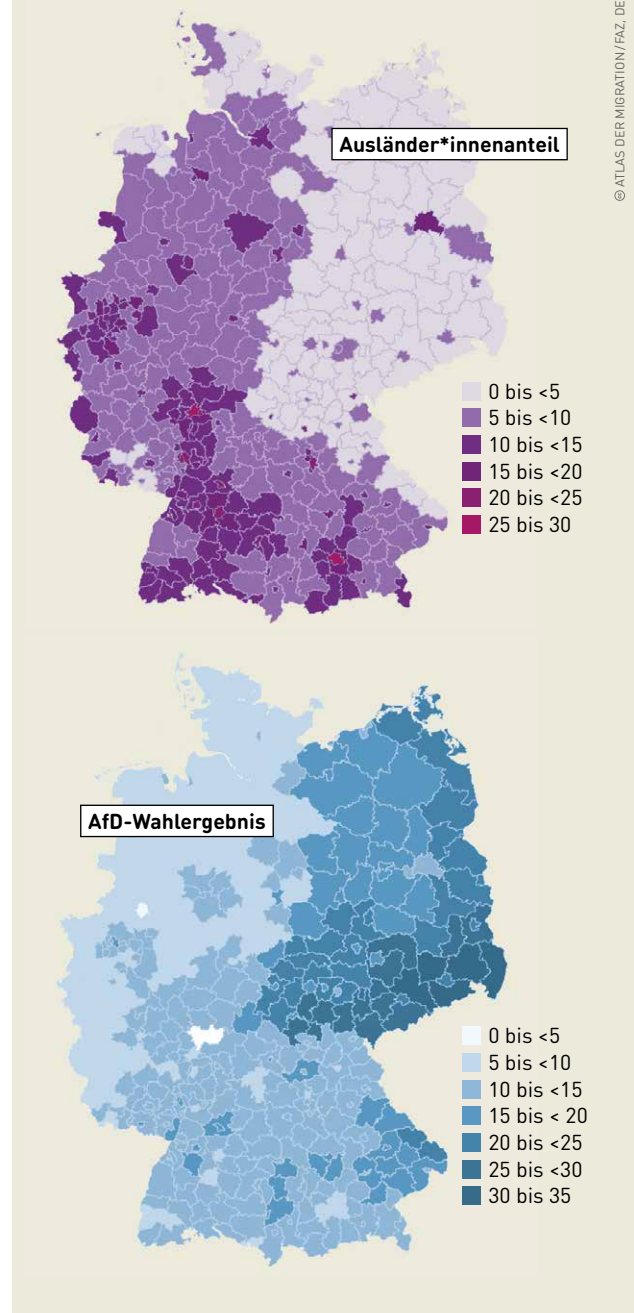 © ATLAS DER MIGRATION / FAZ, DE
Ausländer*innenanteil
0 bis <5
5 bis <10
10 bis <15
15 bis <20
20 bis <25
25 bis 30
AfD-Wahlergebnis
0 bis <5
5 bis <10
10 bis <15
15 bis < 20
20 bis <25
25 bis <30
30 bis 35